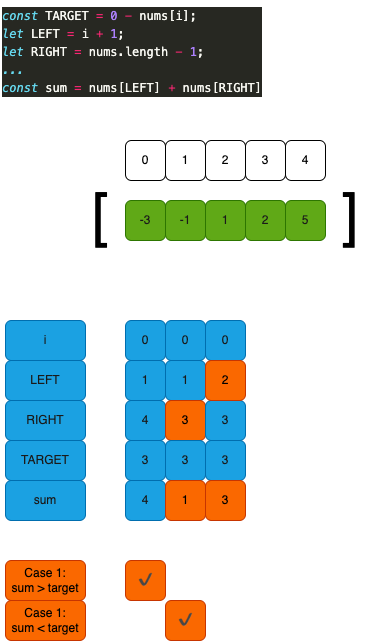 const TARGET = 0 - nums[i];
let LEFT = i + 1;
let RIGHT = nums.length - 1;
...
const sum = nums[LEFT] + nums[RIGHT]
0 1 2 3 4
[ -3 -1 1 2 5 ]
i 0 0 0
LEFT 1 1 2
RIGHT 4 3 3
TARGET 3 3 3
sum 4 1 3
Case 1:
sum > target ✓
Case 1:
sum < target ✓